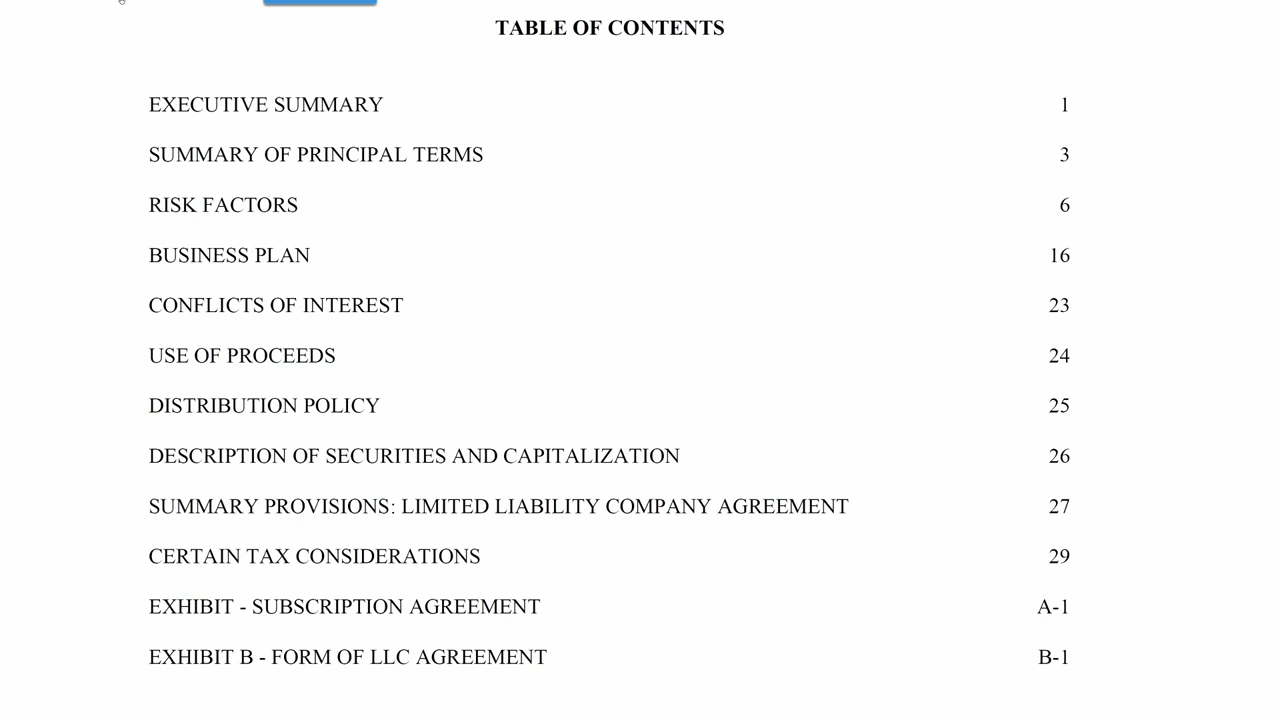 TABLE OF CONTENTS
EXECUTIVE SUMMARY 1
SUMMARY OF PRINCIPAL TERMS 3
RISK FACTORS 6
BUSINESS PLAN 16
CONFLICTS OF INTEREST 23
USE OF PROCEEDS 24
DISTRIBUTION POLICY 25
DESCRIPTION OF SECURITIES AND CAPITALIZATION 26
SUMMARY PROVISIONS: LIMITED LIABILITY COMPANY AGREEMENT 27
CERTAIN TAX CONSIDERATIONS 29
EXHIBIT - SUBSCRIPTION AGREEMENT A-1
EXHIBIT B - FORM OF LLC AGREEMENT B-1